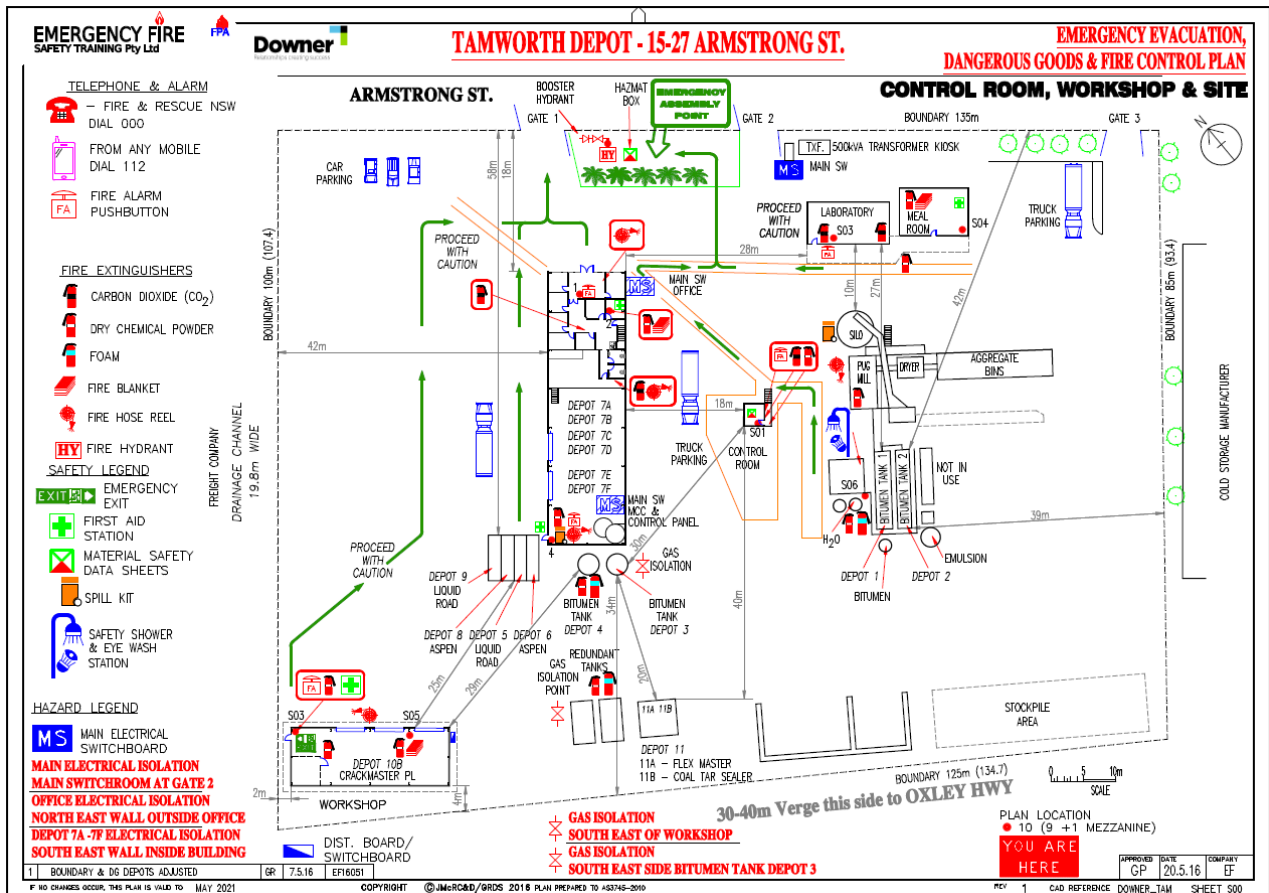 EMERGENCY FIRE
SAFETY TRAINING Pty Ltd
FPA
Downer
Relationships creating success
TAMWORTH DEPOT - 15-27 ARMSTRONG ST.
EMERGENCY EVACUATION,
DANGEROUS GOODS & FIRE CONTROL PLAN
CONTROL ROOM, WORKSHOP & SITE
TELEPHONE & ALARM
– FIRE & RESCUE NSW
DIAL 000
FROM ANY MOBILE
DIAL 112
FA
FIRE ALARM
PUSHBUTTON
FIRE EXTINGUISHERS
CARBON DIOXIDE (CO2)
DRY CHEMICAL POWDER
FOAM
FIRE BLANKET
FIRE HOSE REEL
HY
FIRE HYDRANT
SAFETY LEGEND
EXIT
EMERGENCY
EXIT
FIRST AID
STATION
MATERIAL SAFETY
DATA SHEETS
SPILL KIT
SAFETY SHOWER
& EYE WASH
STATION
HAZARD LEGEND
MS
MAIN ELECTRICAL
SWITCHBOARD
MAIN ELECTRICAL ISOLATION
MAIN SWITCHROOM AT GATE 2
OFFICE ELECTRICAL ISOLATION
NORTH EAST WALL OUTSIDE OFFICE
DEPOT 7A -7F ELECTRICAL ISOLATION
SOUTH EAST WALL INSIDE BUILDING
ARMSTRONG ST.
BOOSTER
HYDRANT
HAZMAT
BOX
EMERGENCY
ASSEMBLY
POINT
GATE 1
GATE 2
BOUNDARY 135m
GATE 3
N
HY
TXF.
500kVA TRANSFORMER KIOSK
MS
MAIN SW
CAR
PARKING
58m
18m
PROCEED
WITH
CAUTION
PROCEED
WITH
CAUTION
LABORATORY
S03
FA
MEAL
ROOM
S04
TRUCK
PARKING
BOUNDARY 100m (107.4)
BOUNDARY 85m (93.4)
28m
MS
MAIN SW
OFFICE
1
FA
2
10m
27m
42m
42m
SILO
PUG
MILL
DRYER
AGGREGATE
BINS
FA
18m
S01
CONTROL
ROOM
TRUCK
PARKING
DEPOT 7A
DEPOT 7B
DEPOT 7C
DEPOT 7D
DEPOT 7E
DEPOT 7F
MS
MAIN SW
MCC &
CONTROL PANEL
FA
4
FREIGHT COMPANY
DRAINAGE CHANNEL
19.8m WIDE
COLD STORAGE MANUFACTURER
S06
BITUMEN TANK 1
BITUMEN TANK 2
NOT IN
USE
H2O
39m
DEPOT 1
DEPOT 2
BITUMEN
EMULSION
PROCEED
WITH
CAUTION
30m
GAS
ISOLATION
DEPOT 9
LIQUID
ROAD
DEPOT 8
ASPEN
DEPOT 5
LIQUID
ROAD
DEPOT 6
ASPEN
BITUMEN
TANK
DEPOT 4
BITUMEN
TANK
DEPOT 3
34m
40m
20m
25m
29m
GAS
ISOLATION
POINT
REDUNDANT
TANKS
11A 11B
DEPOT 11
11A – FLEX MASTER
11B – COAL TAR SEALER
STOCKPILE
AREA
FA
S03
S05
DEPOT 10B
CRACKMASTER PL
WORKSHOP
2m
4m
BOUNDARY 125m (134.7)
30-40m Verge this side to OXLEY HWY
0 5 10m
SCALE
DIST. BOARD/
SWITCHBOARD
GAS ISOLATION
SOUTH EAST OF WORKSHOP
GAS ISOLATION
SOUTH EAST SIDE BITUMEN TANK DEPOT 3
PLAN LOCATION
10 (9 +1 MEZZANINE)
YOU ARE
HERE
APPROVED DATE COMPANY
GP 20.5.16 EF
1 BOUNDARY & DG DEPOTS ADJUSTED GR 7.5.16 EF16051
IF NO CHANGES OCCUR, THIS PLAN IS VALID TO MAY 2021
COPYRIGHT ©JMcRC&D/GRDS 2016 PLAN PREPARED TO AS3745-2010
REV 1 CAD REFERENCE DOWNER_TAM SHEET S00